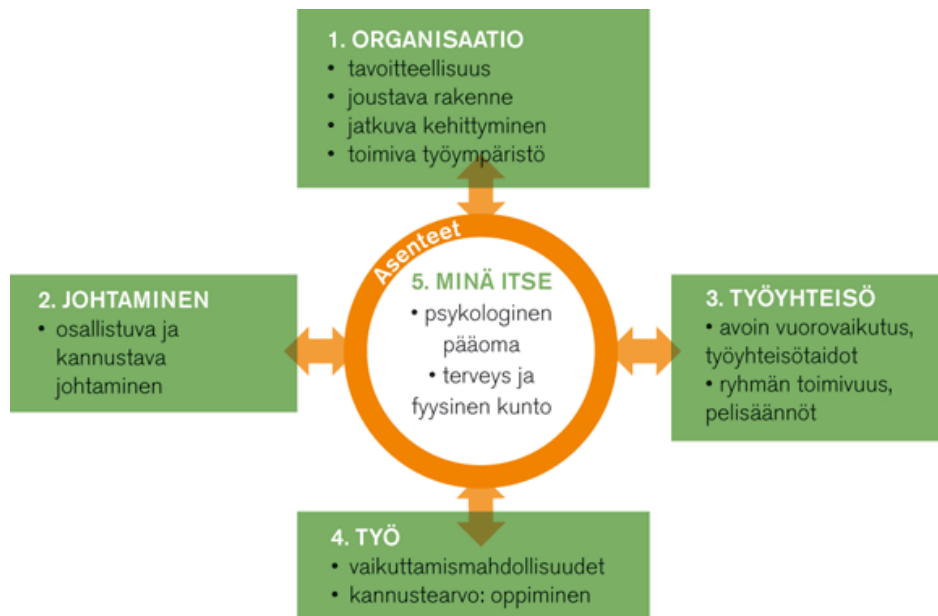 1. ORGANISAATIO
• tavoitteellisuus
• joustava rakenne
• jatkuva kehittyminen
• toimiva työympäristö
Asenteet
2. JOHTAMINEN
• osallistuva ja
kannustava
johtaminen
5. MINÄ ITSE
• psykologinen
pääoma
• terveys ja
fyysinen kunto
3. TYÖYHTEISÖ
• avoin vuorovaikutus,
työyhteisötaidot
• ryhmän toimivuus,
pelisäännöt
4. TYÖ
• vaikuttamismahdollisuudet
• kannustearvo: oppiminen